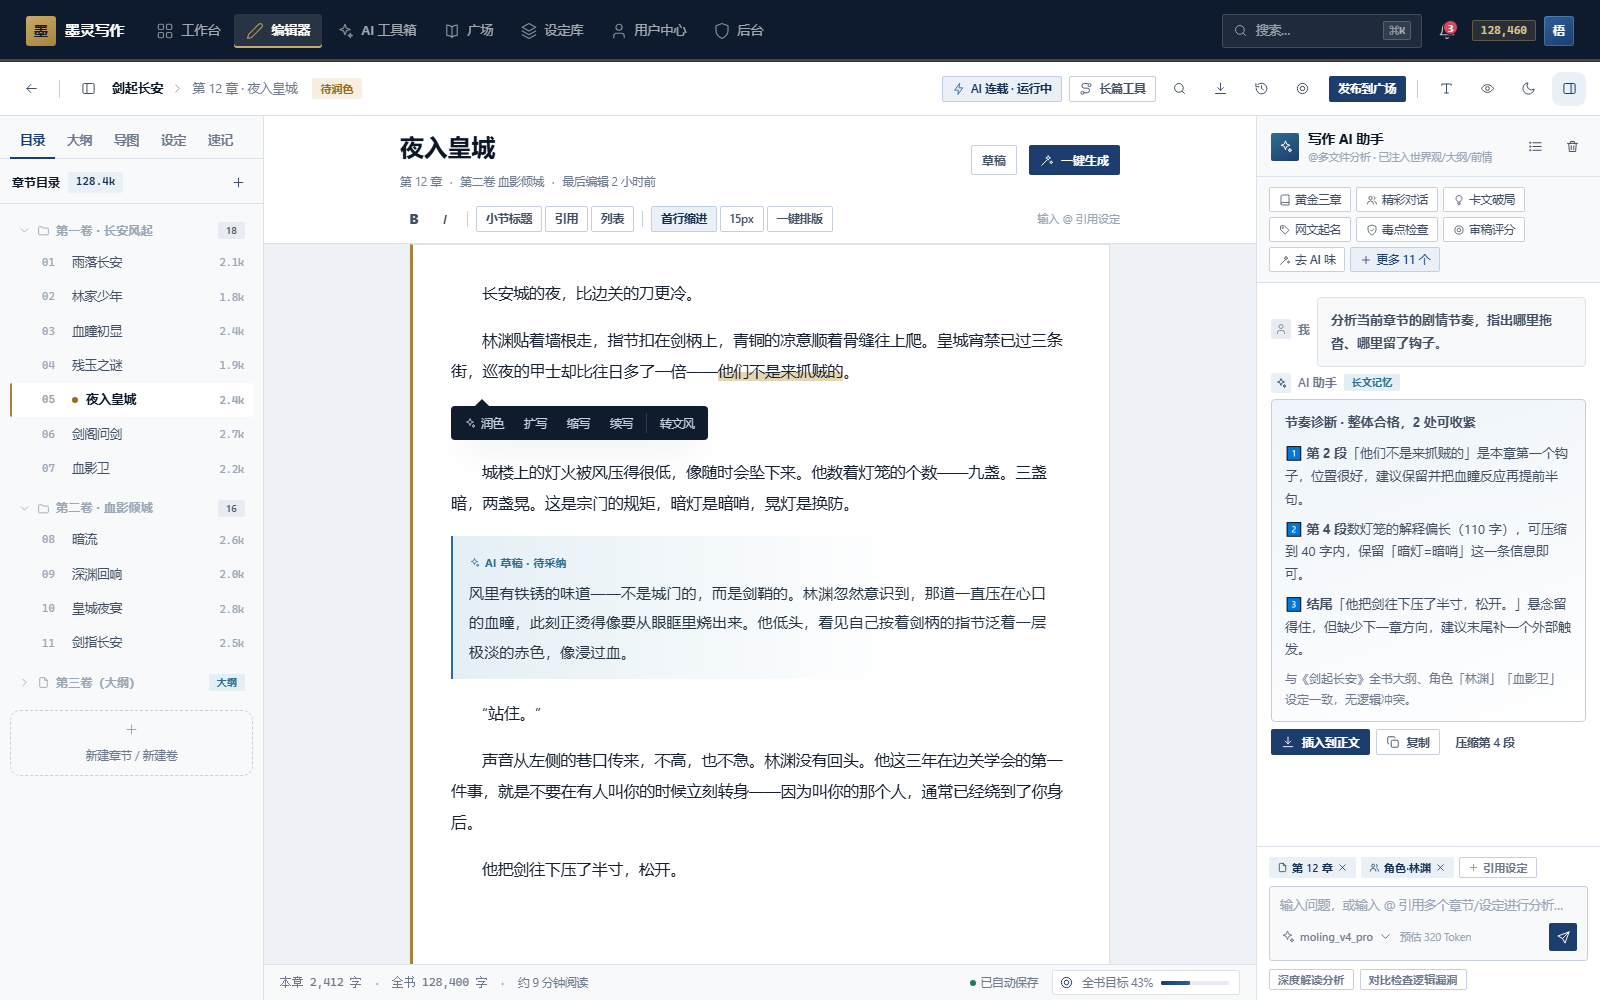 墨 墨灵写作 工作台 编辑器 AI 工具箱 广场 设定库 用户中心 后台 搜索... ⌘K 3 128,460 梧
剑起长安 第 12 章 · 夜入皇城 待润色 AI 连载 · 运行中 长篇工具 发布到广场
目录 大纲 导图 设定 速记
章节目录 128.4k
第一卷 · 长安风起 18
01 雨落长安 2.1k
02 林家少年 1.8k
03 血瞳初显 2.4k
04 残玉之谜 1.9k
05 夜入皇城 2.4k
06 剑阁问剑 2.7k
07 血影卫 2.2k
第二卷 · 血影倾城 16
08 暗流 2.6k
09 深渊回响 2.0k
10 皇城夜宴 2.8k
11 剑指长安 2.5k
第三卷（大纲） 大纲
新建章节 / 新建卷
夜入皇城
第 12 章 · 第二卷 血影倾城 · 最后编辑 2 小时前
草稿 一键生成
B I 小节标题 引用 列表 首行缩进 15px 一键排版 输入 @ 引用设定
长安城的夜，比边关的刀更冷。
林渊贴着墙根走，指节扣在剑柄上，青铜的凉意顺着骨缝往上爬。皇城宵禁已过三条
街，巡夜的甲士却比往日多了一倍——他们不是来抓贼的。
润色 扩写 缩写 续写 转文风
城楼上的灯火被风压得很低，像随时会坠下来。他数着灯笼的个数——九盏。三盏
暗，两盏晃。这是宗门的规矩，暗灯是暗哨，晃灯是换防。
AI 草稿 · 待采纳
风里有铁锈的味道——不是城门的，而是剑鞘的。林渊忽然意识到，那道一直压在心口
的血瞳，此刻正烫得像要从眼眶里烧出来。他低头，看见自己按着剑柄的指节泛着一层
极淡的赤色，像浸过血。
“站住。”
声音从左侧的巷口传来，不高，也不急。林渊没有回头。他这三年在边关学会的第一
件事，就是不要在有人叫你的时候立刻转身——因为叫你的那个人，通常已经绕到了你身
后。
他把剑往下压了半寸，松开。
本章 2,412 字 · 全书 128,400 字 · 约 9 分钟阅读 已自动保存 全书目标 43%
写作 AI 助手
@多文件分析 · 已注入世界观/大纲/前情
黄金三章 精彩对话 卡文破局
网文起名 毒点检查 审稿评分
去 AI 味 更多 11 个
我
分析当前章节的剧情节奏，指出哪里拖
沓、哪里留了钩子。
AI 助手 长文记忆
节奏诊断 · 整体合格，2 处可收紧
1 第 2 段「他们不是来抓贼的」是本章第一个钩
子，位置很好，建议保留并把血瞳反应再提前半
句。
2 第 4 段数灯笼的解释偏长（110 字），可压缩
到 40 字内，保留「暗灯=暗哨」这一条信息即
可。
3 结尾「他把剑往下压了半寸，松开。」悬念留
得住，但缺少下一章方向，建议末尾补一个外部触
发。
与《剑起长安》全书大纲、角色「林渊」「血影卫」
设定一致，无逻辑冲突。
插入到正文 复制 压缩第 4 段
第 12 章 × 角色·林渊 × 引用设定
输入问题，或输入 @ 引用多个章节/设定进行分析...
moling_v4_pro 预估 320 Token
深度解读分析 对比检查逻辑漏洞